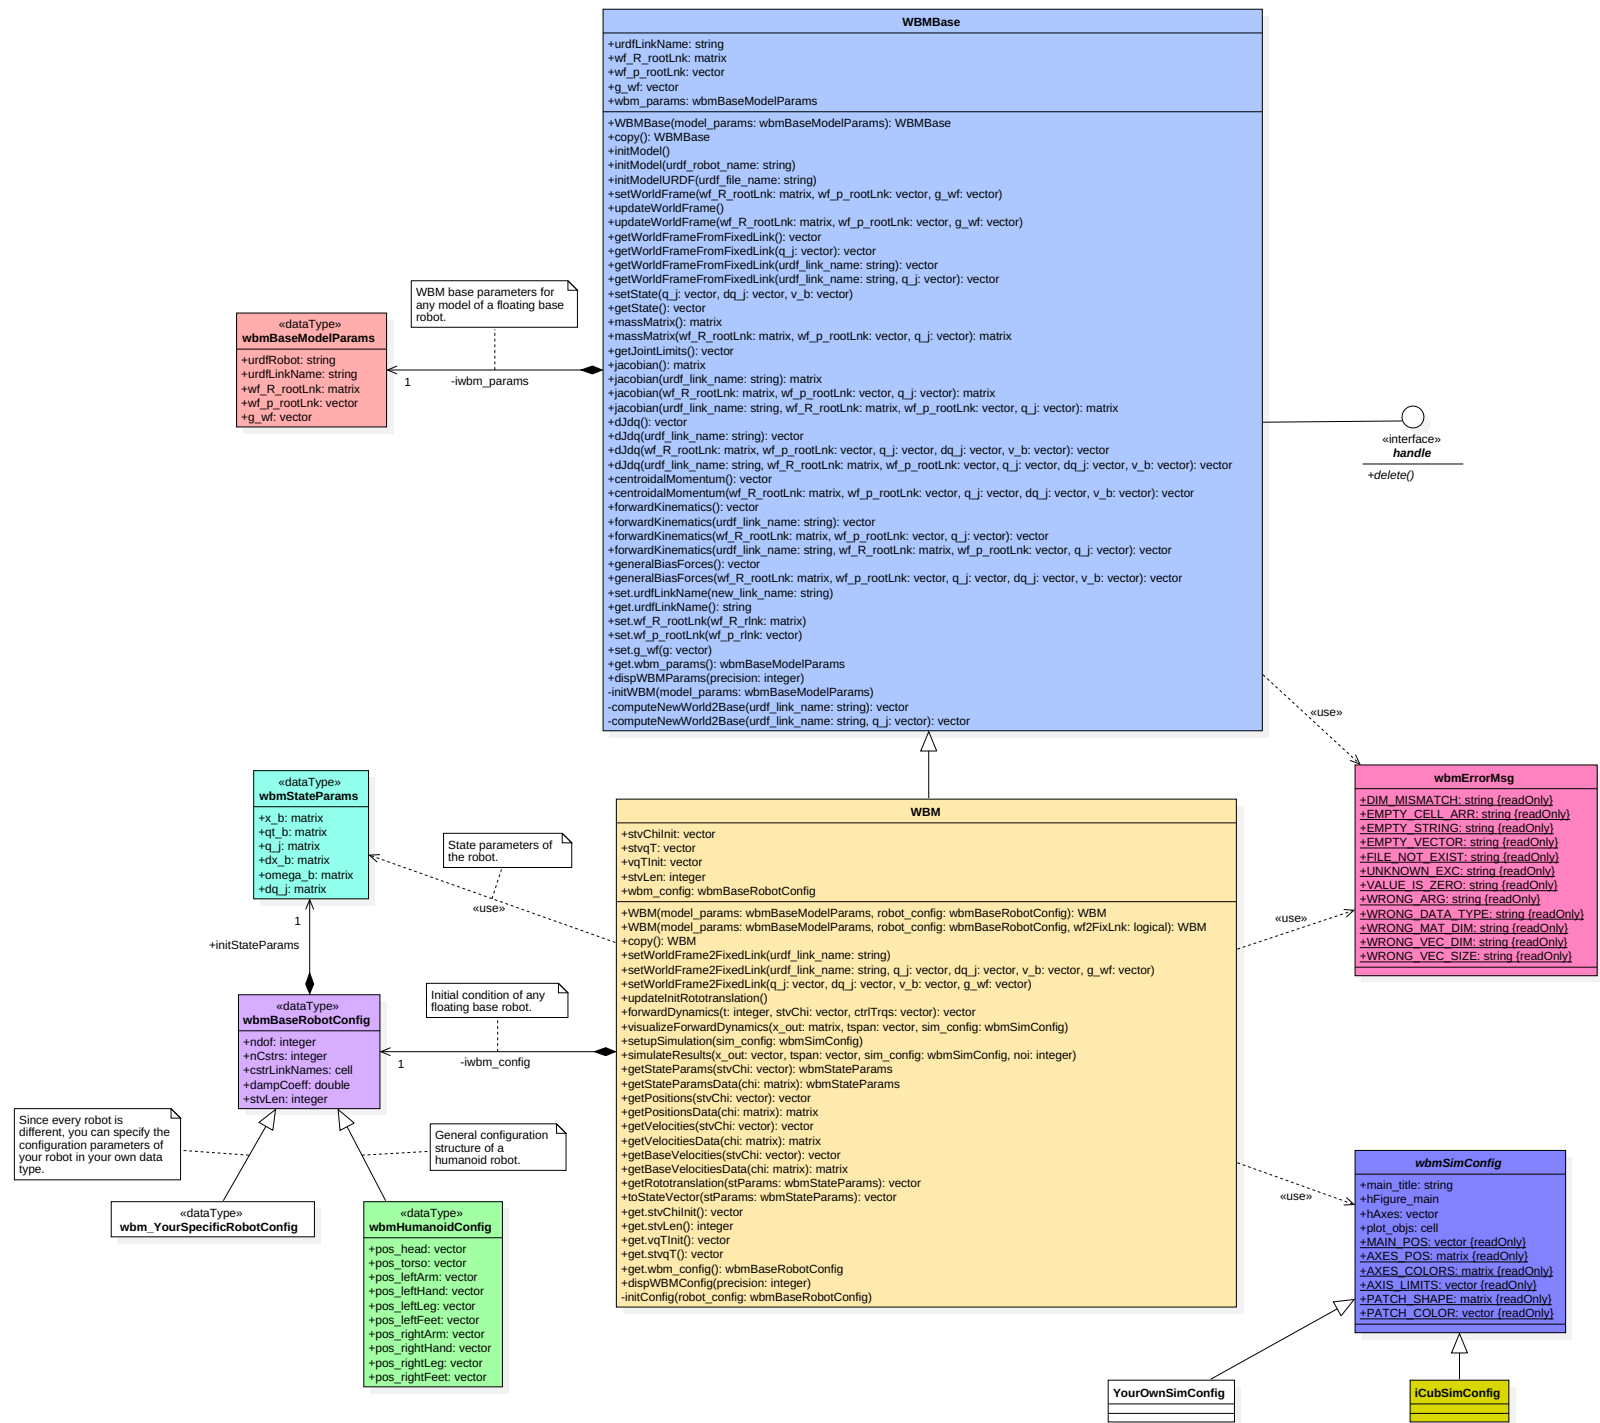 WBMBase
+urdfLinkName: string
+wf_R_rootLnk: matrix
+wf_p_rootLnk: vector
+g_wf: vector
+wbm_params: wbmBaseModelParams
+WBMBase(model_params: wbmBaseModelParams): WBMBase
+copy(): WBMBase
+initModel()
+initModel(urdf_robot_name: string)
+initModelURDF(urdf_file_name: string)
+setWorldFrame(wf_R_rootLnk: matrix, wf_p_rootLnk: vector, g_wf: vector)
+updateWorldFrame()
+updateWorldFrame(wf_R_rootLnk: matrix, wf_p_rootLnk: vector, g_wf: vector)
+getWorldFrameFromFixedLink(): vector
+getWorldFrameFromFixedLink(q_j: vector): vector
+getWorldFrameFromFixedLink(urdf_link_name: string): vector
+getWorldFrameFromFixedLink(urdf_link_name: string, q_j: vector): vector
+setState(q_j: vector, dq_j: vector, v_b: vector)
+getState(): vector
+massMatrix(): matrix
+massMatrix(wf_R_rootLnk: matrix, wf_p_rootLnk: vector, q_j: vector): matrix
+getJointLimits(): vector
+jacobian(): matrix
+jacobian(urdf_link_name: string): matrix
+jacobian(wf_R_rootLnk: matrix, wf_p_rootLnk: vector, q_j: vector): matrix
+jacobian(urdf_link_name: string, wf_R_rootLnk: matrix, wf_p_rootLnk: vector, q_j: vector): matrix
+dJdq(): vector
+dJdq(urdf_link_name: string): vector
+dJdq(wf_R_rootLnk: matrix, wf_p_rootLnk: vector, q_j: vector, dq_j: vector, v_b: vector): vector
+dJdq(urdf_link_name: string, wf_R_rootLnk: matrix, wf_p_rootLnk: vector, q_j: vector, dq_j: vector, v_b: vector): vector
+centroidalMomentum(): vector
+centroidalMomentum(wf_R_rootLnk: matrix, wf_p_rootLnk: vector, q_j: vector, dq_j: vector, v_b: vector): vector
+forwardKinematics(): vector
+forwardKinematics(urdf_link_name: string): vector
+forwardKinematics(wf_R_rootLnk: matrix, wf_p_rootLnk: vector, q_j: vector): vector
+forwardKinematics(urdf_link_name: string, wf_R_rootLnk: matrix, wf_p_rootLnk: vector, q_j: vector): vector
+generalBiasForces(): vector
+generalBiasForces(wf_R_rootLnk: matrix, wf_p_rootLnk: vector, q_j: vector, dq_j: vector, v_b: vector): vector
+set.urdfLinkName(new_link_name: string)
+get.urdfLinkName(): string
+set.wf_R_rootLnk(wf_R_rlnk: matrix)
+set.wf_p_rootLnk(wf_p_rlnk: vector)
+set.g_wf(g: vector)
+get.wbm_params(): wbmBaseModelParams
+dispWBMParams(precision: integer)
-initWBM(model_params: wbmBaseModelParams)
-computeNewWorld2Base(urdf_link_name: string): vector
-computeNewWorld2Base(urdf_link_name: string, q_j: vector): vector
WBM base parameters for
any model of a floating base
robot.
«dataType»
wbmBaseModelParams
+urdfRobot: string
+urdfLinkName: string
+wf_R_rootLnk: matrix
+wf_p_rootLnk: vector
+g_wf: vector
1
-iwbm_params
«interface»
handle
+delete()
«use»
wbmErrorMsg
+DIM_MISMATCH: string {readOnly}
+EMPTY_CELL_ARR: string {readOnly}
+EMPTY_STRING: string {readOnly}
+EMPTY_VECTOR: string {readOnly}
+FILE_NOT_EXIST: string {readOnly}
+UNKNOWN_EXC: string {readOnly}
+VALUE_IS_ZERO: string {readOnly}
+WRONG_ARG: string {readOnly}
+WRONG_DATA_TYPE: string {readOnly}
+WRONG_MAT_DIM: string {readOnly}
+WRONG_VEC_DIM: string {readOnly}
+WRONG_VEC_SIZE: string {readOnly}
«dataType»
wbmStateParams
+x_b: matrix
+qt_b: matrix
+q_j: matrix
+dx_b: matrix
+omega_b: matrix
+dq_j: matrix
State parameters of
the robot.
«use»
1
+initStateParams
WBM
+stvChiInit: vector
+stvqT: vector
+vqTInit: vector
+stvLen: integer
+wbm_config: wbmBaseRobotConfig
+WBM(model_params: wbmBaseModelParams, robot_config: wbmBaseRobotConfig): WBM
+WBM(model_params: wbmBaseModelParams, robot_config: wbmBaseRobotConfig, wf2FixLnk: logical): WBM
+copy(): WBM
+setWorldFrame2FixedLink(urdf_link_name: string)
+setWorldFrame2FixedLink(urdf_link_name: string, q_j: vector, dq_j: vector, v_b: vector, g_wf: vector)
+setWorldFrame2FixedLink(q_j: vector, dq_j: vector, v_b: vector, g_wf: vector)
+updateInitRototranslation()
+forwardDynamics(t: integer, stvChi: vector, ctrlTrqs: vector): vector
+visualizeForwardDynamics(x_out: matrix, tspan: vector, sim_config: wbmSimConfig)
+setupSimulation(sim_config: wbmSimConfig)
+simulateResults(x_out: vector, tspan: vector, sim_config: wbmSimConfig, noi: integer)
+getStateParams(stvChi: vector): wbmStateParams
+getStateParamsData(chi: matrix): wbmStateParams
+getPositions(stvChi: vector): vector
+getPositionsData(chi: matrix): matrix
+getVelocities(stvChi: vector): vector
+getVelocitiesData(chi: matrix): matrix
+getBaseVelocities(stvChi: vector): vector
+getBaseVelocitiesData(chi: matrix): matrix
+getRototranslation(stParams: wbmStateParams): vector
+toStateVector(stParams: wbmStateParams): vector
+get.stvChiInit(): vector
+get.stvLen(): integer
+get.vqTInit(): vector
+get.stvqT(): vector
+get.wbm_config(): wbmBaseRobotConfig
+dispWBMConfig(precision: integer)
-initConfig(robot_config: wbmBaseRobotConfig)
«use»
«dataType»
wbmBaseRobotConfig
+ndof: integer
+nCstrs: integer
+cstrLinkNames: cell
+dampCoeff: double
+stvLen: integer
Initial condition of any
floating base robot.
1
-iwbm_config
Since every robot is
different, you can specify the
configuration parameters of
your robot in your own data
type.
General configuration
structure of a
humanoid robot.
«dataType»
wbm_YourSpecificRobotConfig
«dataType»
wbmHumanoidConfig
+pos_head: vector
+pos_torso: vector
+pos_leftArm: vector
+pos_leftHand: vector
+pos_leftLeg: vector
+pos_leftFeet: vector
+pos_rightArm: vector
+pos_rightHand: vector
+pos_rightLeg: vector
+pos_rightFeet: vector
«use»
wbmSimConfig
+main_title: string
+hFigure_main
+hAxes: vector
+plot_objs: cell
+MAIN_POS: vector {readOnly}
+AXES_POS: matrix {readOnly}
+AXES_COLORS: matrix {readOnly}
+AXIS_LIMITS: vector {readOnly}
+PATCH_SHAPE: matrix {readOnly}
+PATCH_COLOR: vector {readOnly}
YourOwnSimConfig
iCubSimConfig